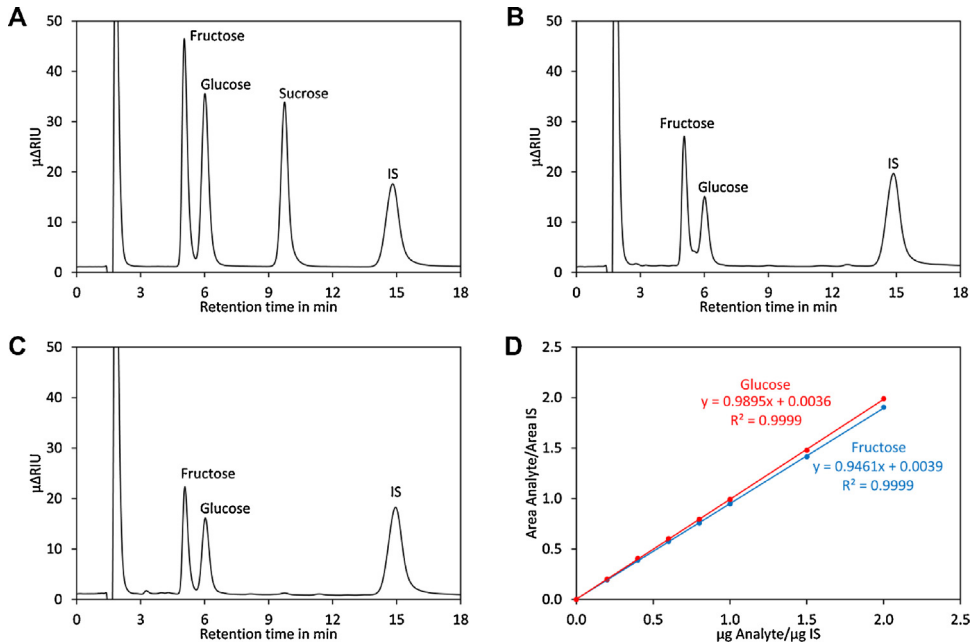 A
50
40
30
20
10
0
µΔRIU
Fructose
Glucose
Sucrose
IS
0 3 6 9 12 15 18
Retention time in min
B
50
40
30
20
10
0
µΔRIU
Fructose
Glucose
IS
0 3 6 9 12 15 18
Retention time in min
C
50
40
30
20
10
0
µΔRIU
Fructose
Glucose
IS
0 3 6 9 12 15 18
Retention time in min
D
2.5
2.0
1.5
1.0
0.5
0.0
Area Analyte/Area IS
Glucose
y = 0.9895x + 0.0036
R² = 0.9999
Fructose
y = 0.9461x + 0.0039
R² = 0.9999
0.0 0.5 1.0 1.5 2.0 2.5
µg Analyte/µg IS